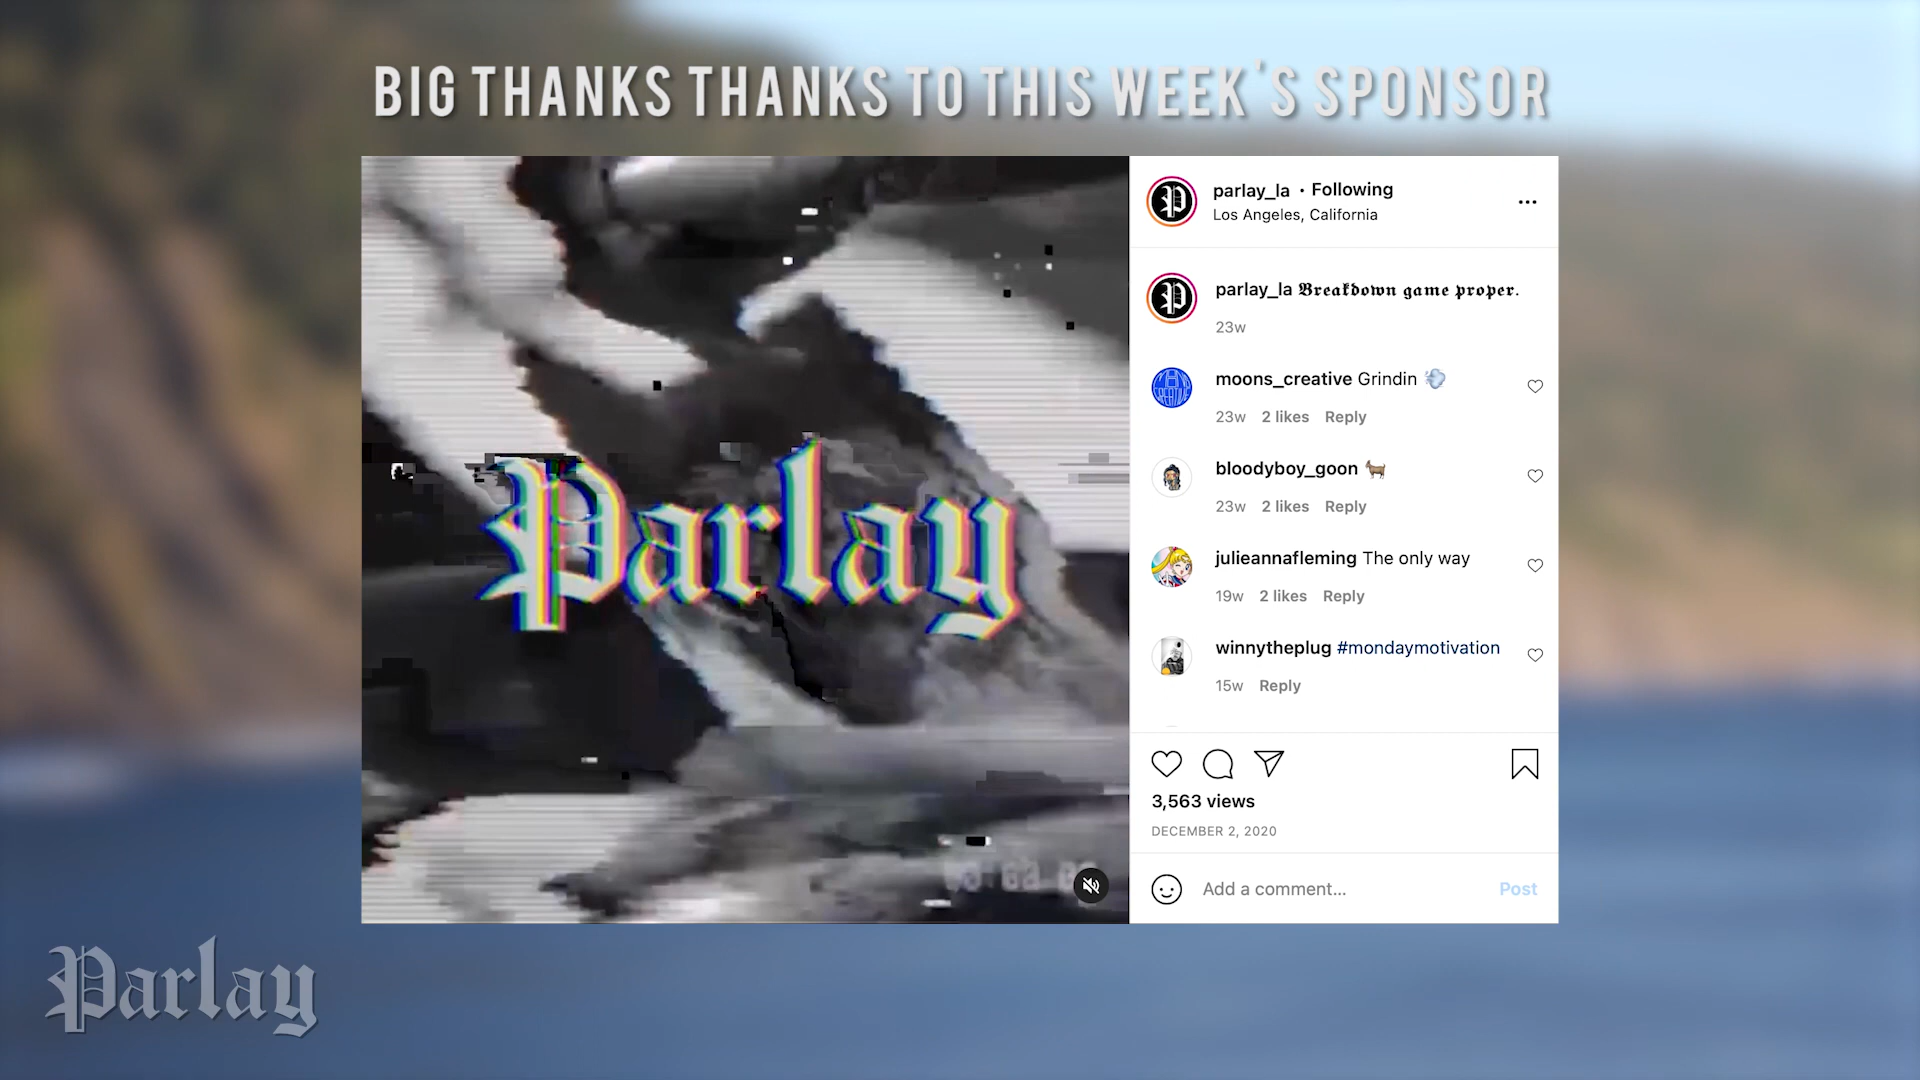 BIG THANKS THANKS TO THIS WEEK'S SPONSOR
Parlay
parlay_la • Following
Los Angeles, California
parlay_la 𝕭𝖗𝖊𝖆𝖐𝖉𝖔𝖜𝖓 𝖌𝖆𝖒𝖊 𝖕𝖗𝖔𝖕𝖊𝖗.
23w
moons_creative Grindin 💨
23w 2 likes Reply
bloodyboy_goon 🐐
23w 2 likes Reply
julieannafleming The only way
19w 2 likes Reply
winnytheplug #mondaymotivation
15w Reply
3,563 views
DECEMBER 2, 2020
Add a comment... Post
Parlay